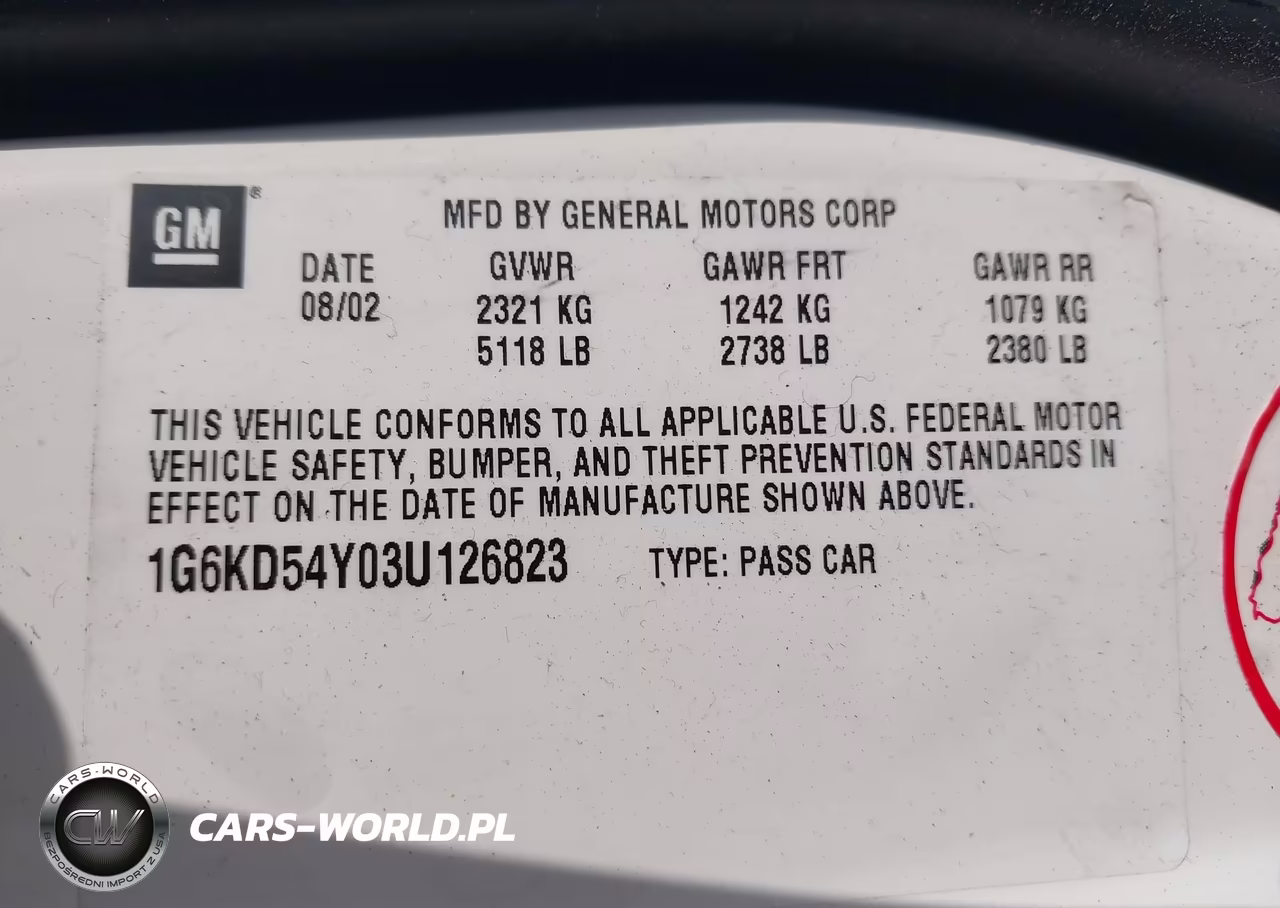 GM®
MFD BY GENERAL MOTORS CORP
DATE GVWR GAWR FRT GAWR RR
08/02 2321 KG 1242 KG 1079 KG
5118 LB 2738 LB 2380 LB
THIS VEHICLE CONFORMS TO ALL APPLICABLE U.S. FEDERAL MOTOR
VEHICLE SAFETY, BUMPER, AND THEFT PREVENTION STANDARDS IN
EFFECT ON THE DATE OF MANUFACTURE SHOWN ABOVE.
1G6KD54Y03U126823 TYPE: PASS CAR
CARS-WORLD
CW
BEZPOŚREDNI IMPORT Z USA
CARS-WORLD.PL